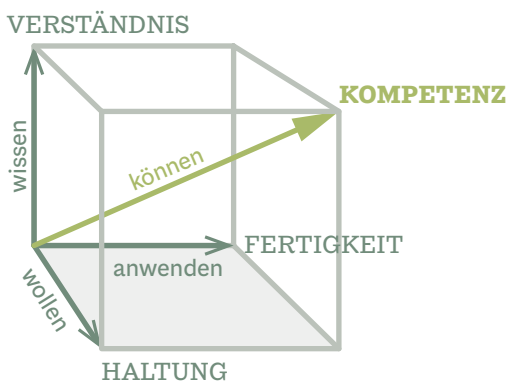 VERSTÄNDNIS
KOMPETENZ
wissen
können
FERTIGKEIT
anwenden
wollen
HALTUNG